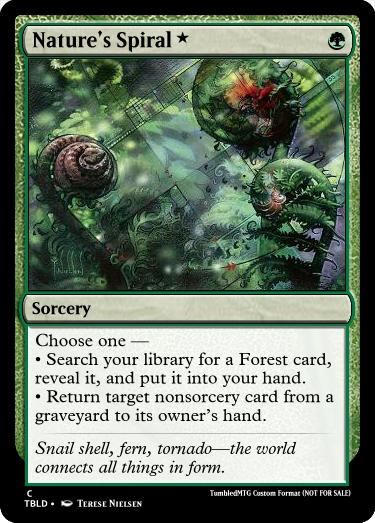 Nature's Spiral ★
Sorcery
Choose one —
• Search your library for a Forest card,
reveal it, and put it into your hand.
• Return target nonsorcery card from a
graveyard to its owner's hand.
Snail shell, fern, tornado—the world
connects all things in form.
C
TBLD • Terese Nielsen
TumbledMTG Custom Format (NOT FOR SALE)